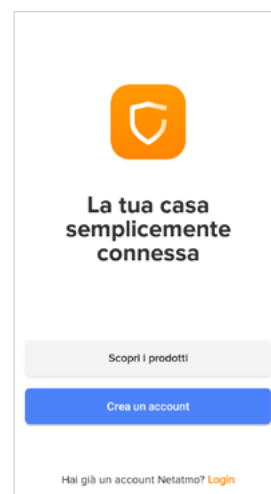 La tua casa
semplicemente
connessa
Scopri i prodotti
Crea un account
Hai già un account Netatmo? Login